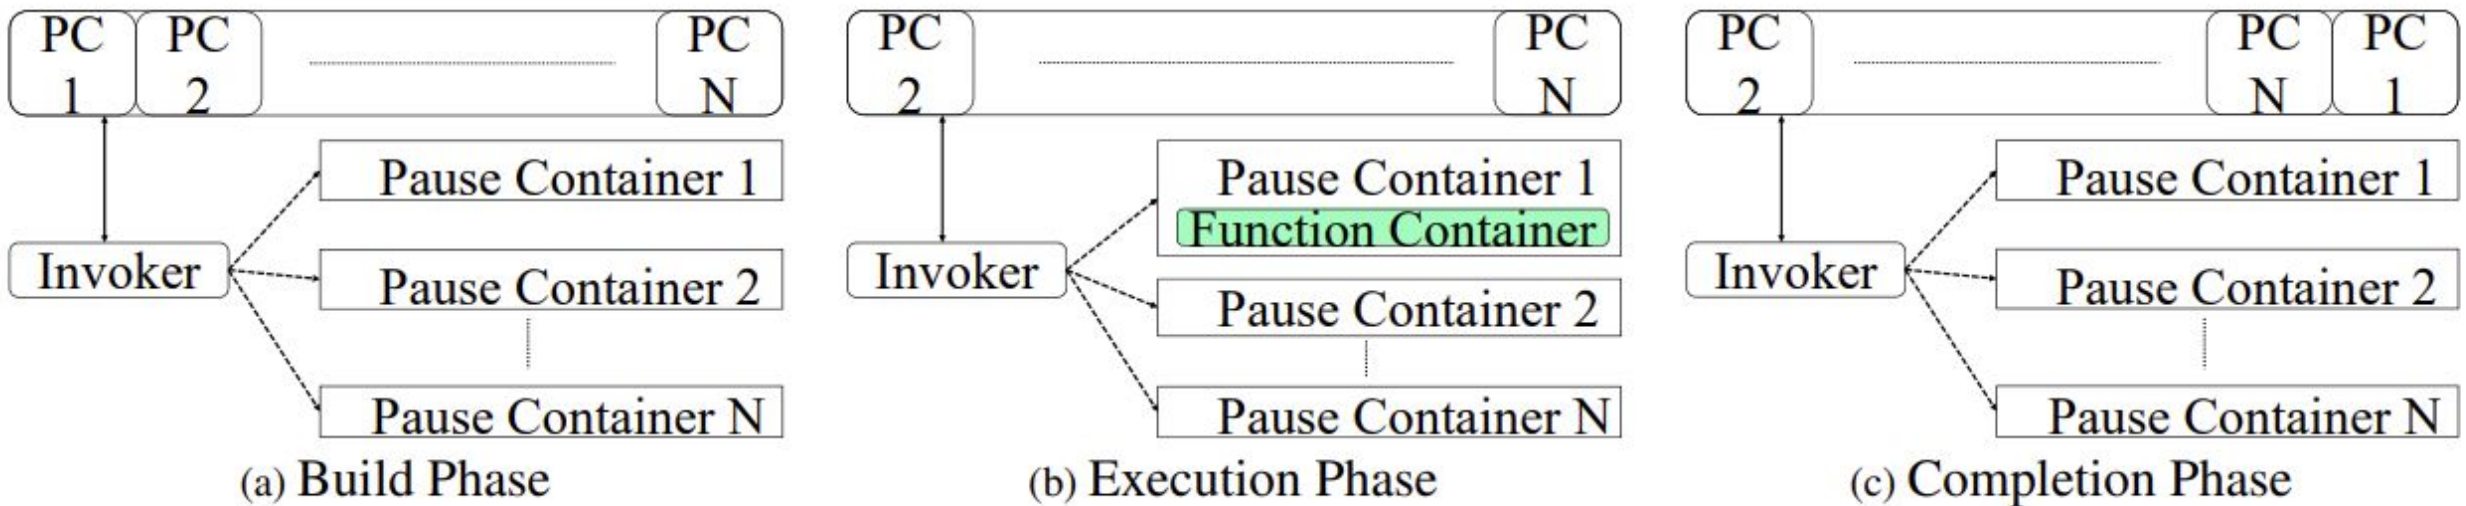 PC 1
PC 2
PC N
Invoker
Pause Container 1
Pause Container 2
Pause Container N
(a) Build Phase
PC 2
PC N
Invoker
Pause Container 1
Function Container
Pause Container 2
Pause Container N
(b) Execution Phase
PC 2
PC N
PC 1
Invoker
Pause Container 1
Pause Container 2
Pause Container N
(c) Completion Phase